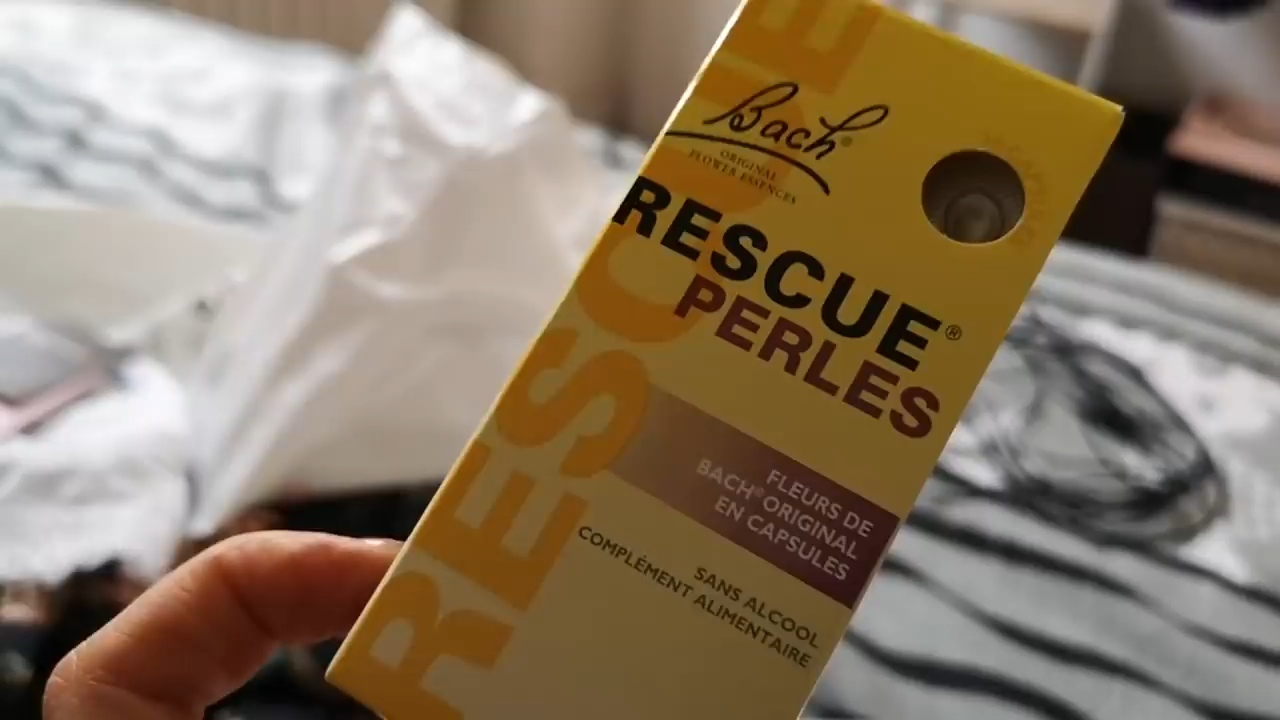 Bach®
ORIGINAL
FLOWER ESSENCES
RESCUE®
PERLES
FLEURS DE
BACH® ORIGINAL
EN CAPSULES
SANS ALCOOL
COMPLÉMENT ALIMENTAIRE
RESCUE